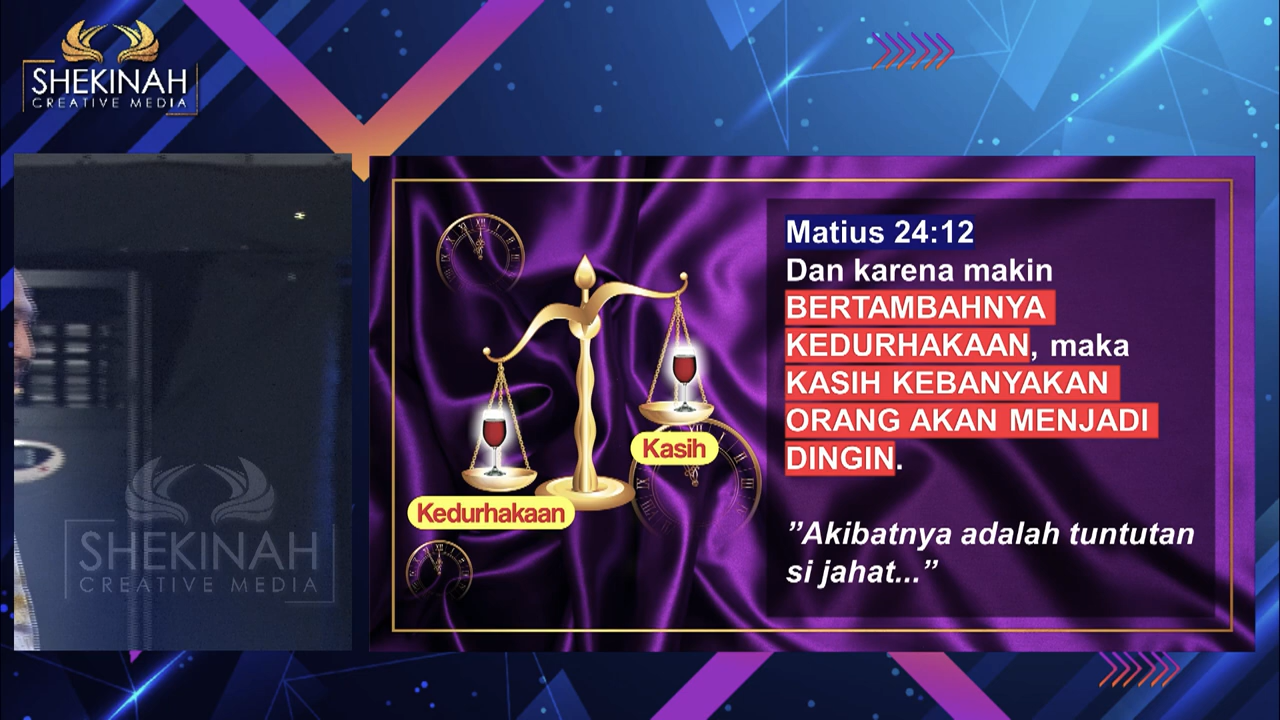 SHEKINAH
CREATIVE MEDIA
Matius 24:12
Dan karena makin
BERTAMBAHNYA
KEDURHAKAAN, maka
KASIH KEBANYAKAN
ORANG AKAN MENJADI
DINGIN.
”Akibatnya adalah tuntutan
si jahat...”
Kasih
Kedurhakaan
SHEKINAH
CREATIVE MEDIA